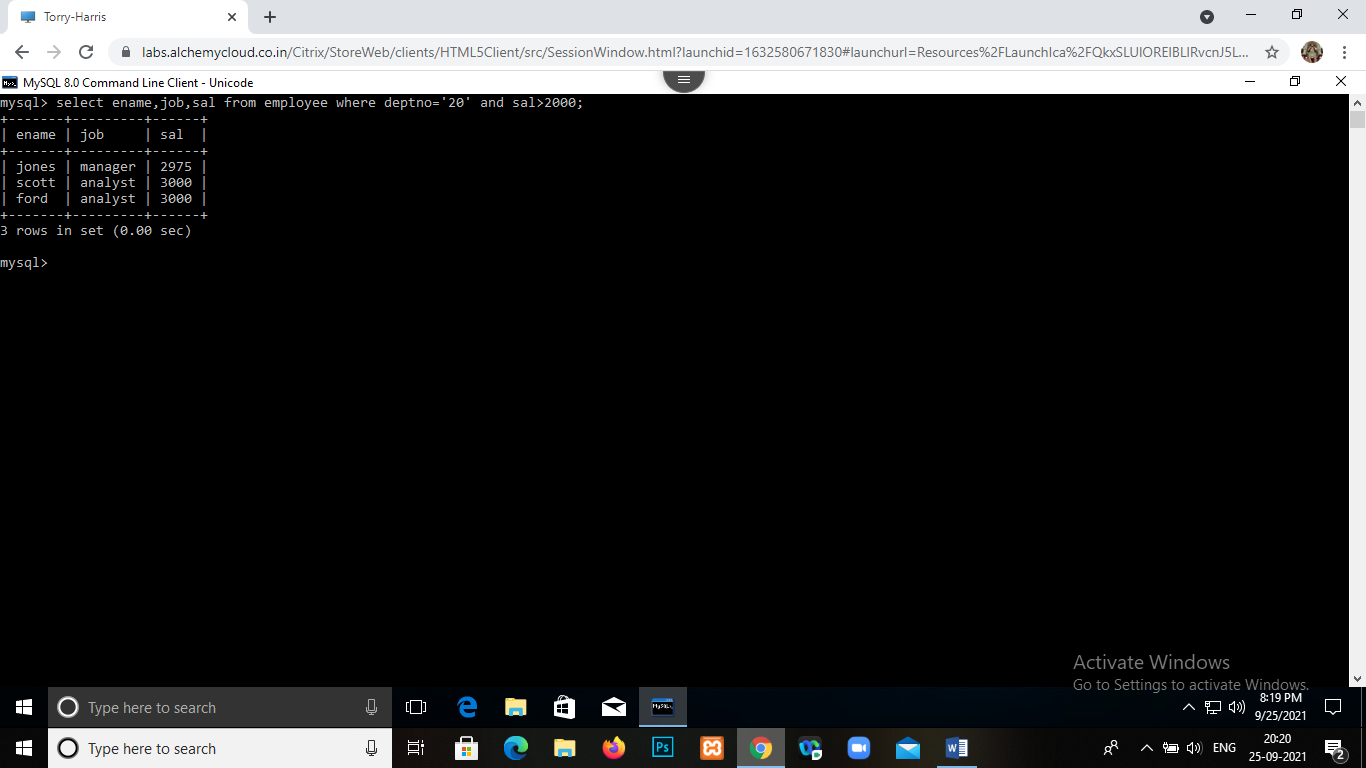 Torry-Harris
labs.alchemycloud.co.in/Citrix/StoreWeb/clients/HTML5Client/src/SessionWindow.html?launchid=1632580671830#launchurl=Resources%2FLaunchIca%2FQkxSLUlORElBLlRvcnJ5L...
MySQL 8.0 Command Line Client - Unicode
mysql> select ename,job,sal from employee where deptno='20' and sal>2000;
+-------+---------+------+
| ename | job     | sal  |
+-------+---------+------+
| jones | manager | 2975 |
| scott | analyst | 3000 |
| ford  | analyst | 3000 |
+-------+---------+------+
3 rows in set (0.00 sec)
mysql>
Activate Windows
Go to Settings to activate Windows.
Type here to search
8:19 PM
9/25/2021
Type here to search
Ps
ENG
20:20
25-09-2021
2